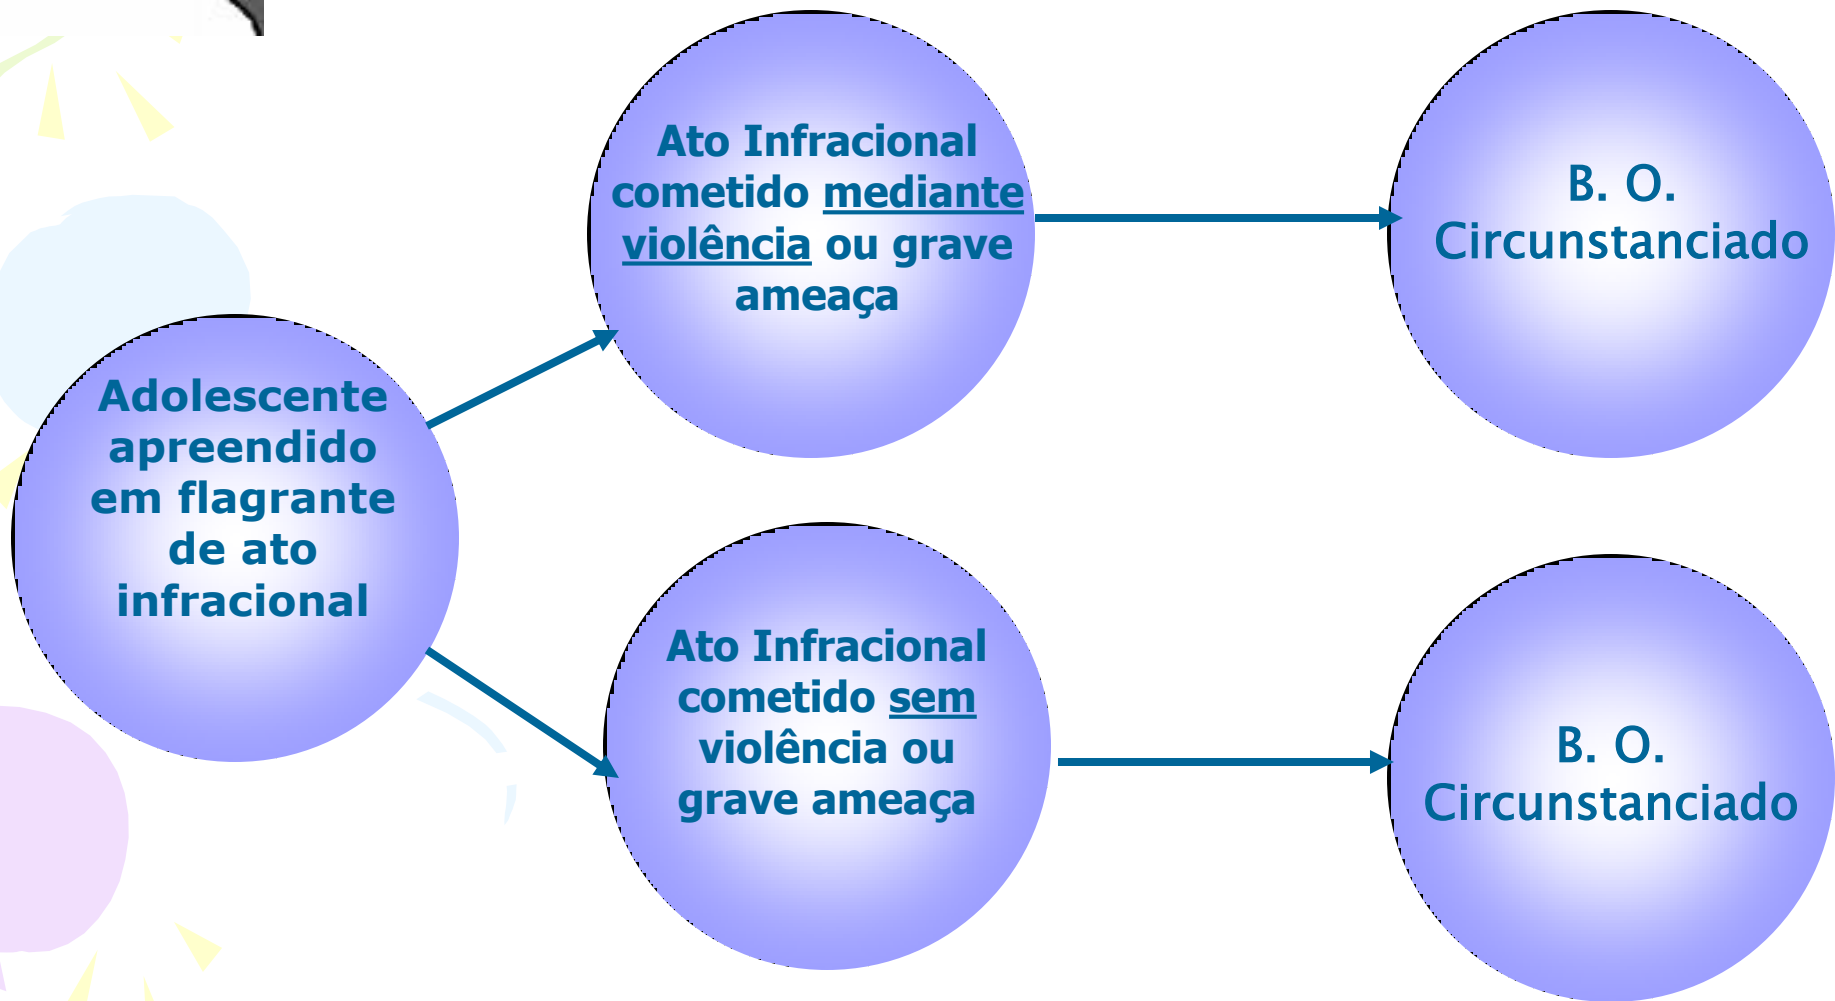 Adolescente
apreendido
em flagrante
de ato
infracional
Ato Infracional
cometido mediante
violência ou grave
ameaça
B. O.
Circunstanciado
Ato Infracional
cometido sem
violência ou
grave ameaça
B. O.
Circunstanciado